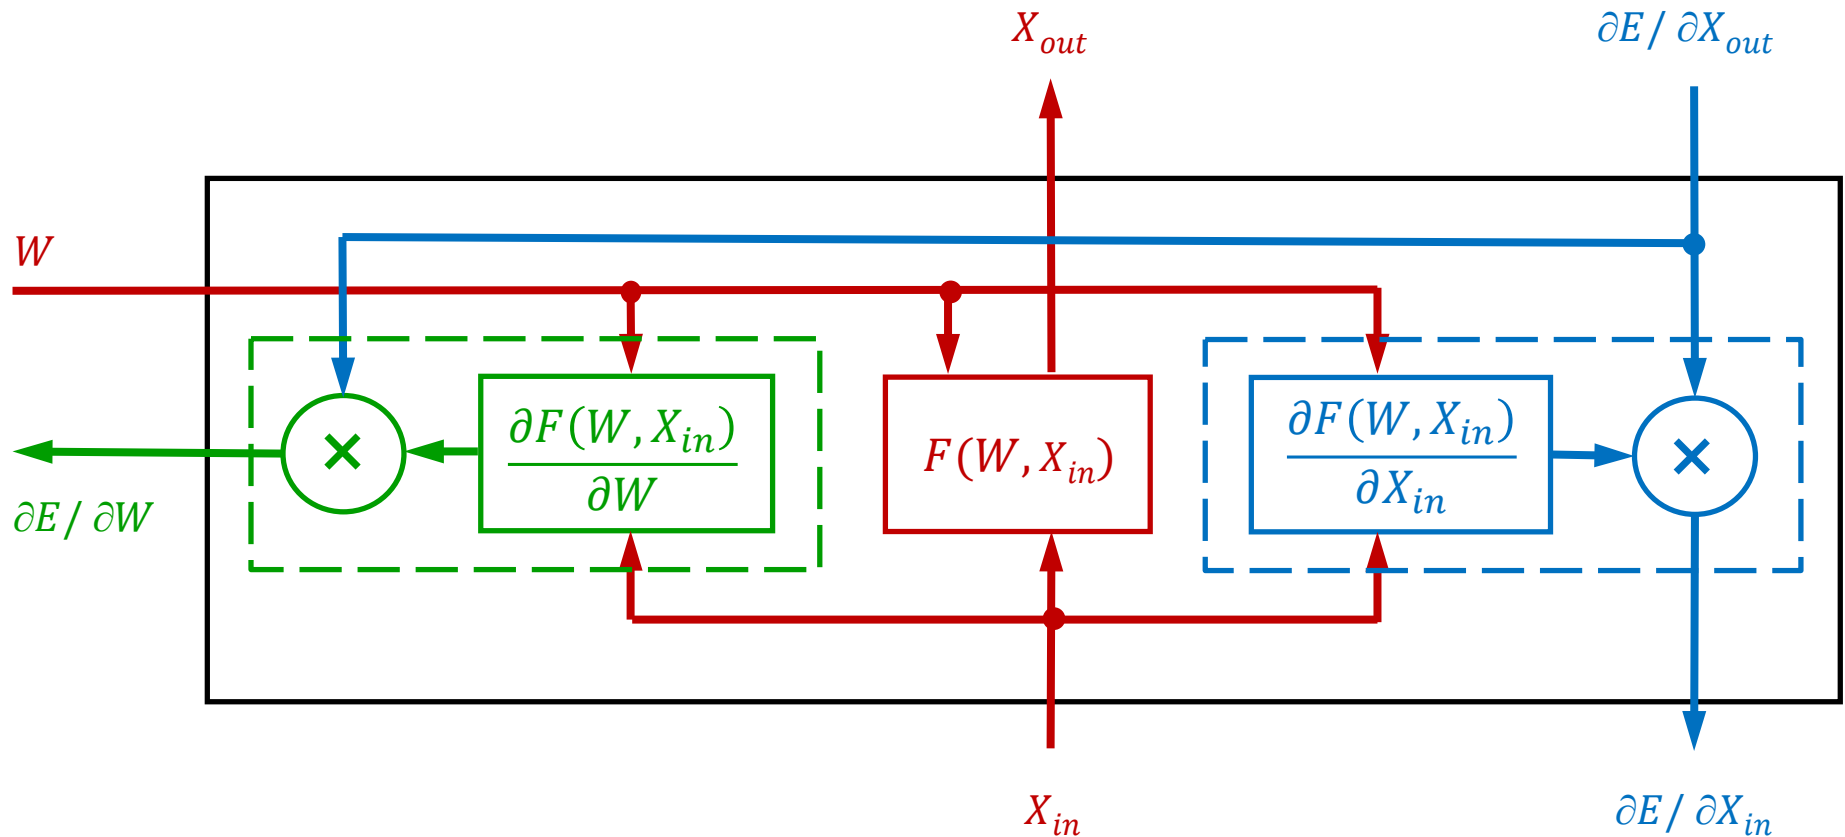 X_out
∂E/ ∂X_out
W
∂F(W, X_in)
∂W
F(W, X_in)
∂F(W, X_in)
∂X_in
×
×
∂E/ ∂W
X_in
∂E/ ∂X_in